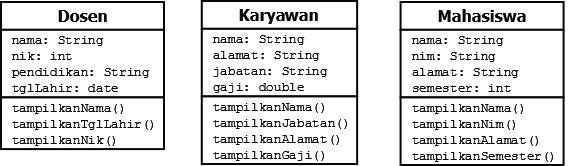 Dosen
nama: String
nik: int
pendidikan: String
tglLahir: date
tampilkanNama()
tampilkanTglLahir()
tampilkanNik()
Karyawan
nama: String
alamat: String
jabatan: String
gaji: double
tampilkanNama()
tampilkanJabatan()
tampilkanAlamat()
tampilkanGaji()
Mahasiswa
nama: String
nim: String
alamat: String
semester: int
tampilkanNama()
tampilkanNim()
tampilkanAlamat()
tampilkanSemester()